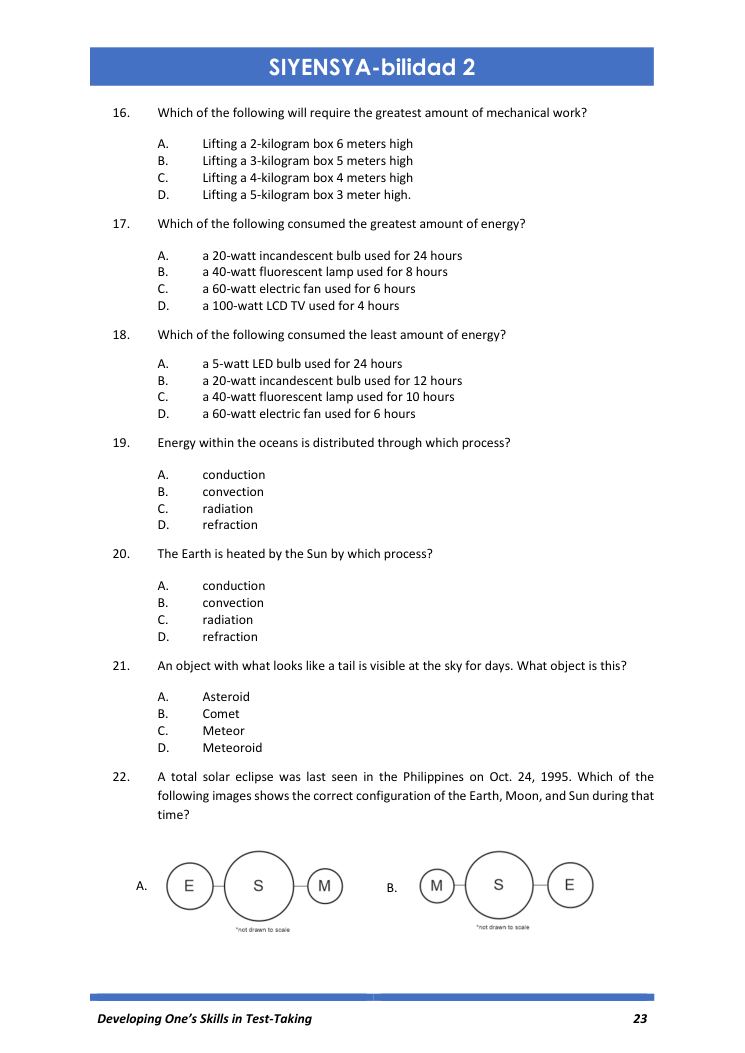 SIYENSYA-bilidad 2
16. Which of the following will require the greatest amount of mechanical work?
A. Lifting a 2-kilogram box 6 meters high
B. Lifting a 3-kilogram box 5 meters high
C. Lifting a 4-kilogram box 4 meters high
D. Lifting a 5-kilogram box 3 meter high.
17. Which of the following consumed the greatest amount of energy?
A. a 20-watt incandescent bulb used for 24 hours
B. a 40-watt fluorescent lamp used for 8 hours
C. a 60-watt electric fan used for 6 hours
D. a 100-watt LCD TV used for 4 hours
18. Which of the following consumed the least amount of energy?
A. a 5-watt LED bulb used for 24 hours
B. a 20-watt incandescent bulb used for 12 hours
C. a 40-watt fluorescent lamp used for 10 hours
D. a 60-watt electric fan used for 6 hours
19. Energy within the oceans is distributed through which process?
A. conduction
B. convection
C. radiation
D. refraction
20. The Earth is heated by the Sun by which process?
A. conduction
B. convection
C. radiation
D. refraction
21. An object with what looks like a tail is visible at the sky for days. What object is this?
A. Asteroid
B. Comet
C. Meteor
D. Meteoroid
22. A total solar eclipse was last seen in the Philippines on Oct. 24, 1995. Which of the
following images shows the correct configuration of the Earth, Moon, and Sun during that
time?
A. E S M
*not drawn to scale
B. M S E
*not drawn to scale
Developing One's Skills in Test-Taking 23